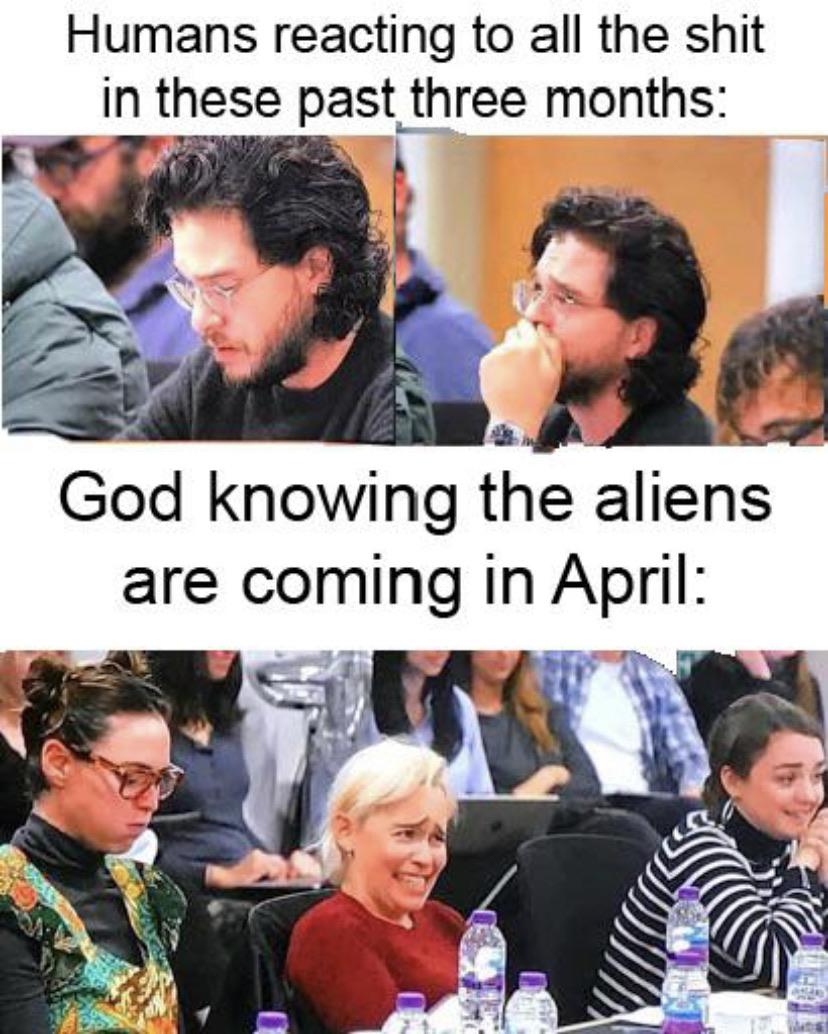 Humans reacting to all the shit
in these past three months:
God knowing the aliens
are coming in April: